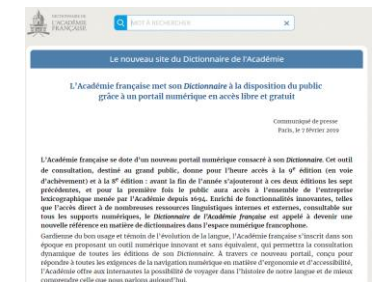 DICTIONNAIRE DE
L'ACADÉMIE
FRANÇAISE
MOT À RECHERCHER
Le nouveau site du Dictionnaire de l'Académie
L'Académie française met son Dictionnaire à la disposition du public
grâce à un portail numérique en accès libre et gratuit
Communiqué de presse
Paris, le 7 février 2019
L'Académie française se dote d'un nouveau portail numérique consacré à son Dictionnaire. Cet outil
de consultation, destiné au grand public, donne pour l'heure accès à la 9e édition (en voie
d'achèvement) et à la 8e édition : avant la fin de l'année s'ajouteront à ces deux éditions les sept
précédentes, et pour la première fois le public aura accès à l'ensemble de l'entreprise
lexicographique menée par l'Académie depuis 1694. Enrichi de fonctionnalités innovantes, telles
que l'accès direct à de nombreuses ressources linguistiques internes et externes, consultable sur
tous les supports numériques, le Dictionnaire de l'Académie française est appelé à devenir une
nouvelle référence en matière de dictionnaires dans l'espace numérique francophone.
Gardienne du bon usage et témoin de l'évolution de la langue, l'Académie française s'inscrit dans son
époque en proposant un outil numérique innovant et sans équivalent, qui permettra la consultation
dynamique de toutes les éditions de son Dictionnaire. À travers ce nouveau portail, conçu pour
répondre à toutes les exigences de la navigation numérique en matière d'ergonomie et d'accessibilité,
l'Académie offre aux internautes la possibilité de voyager dans l'histoire de notre langue et de mieux
comprendre celle que nous parlons aujourd'hui.